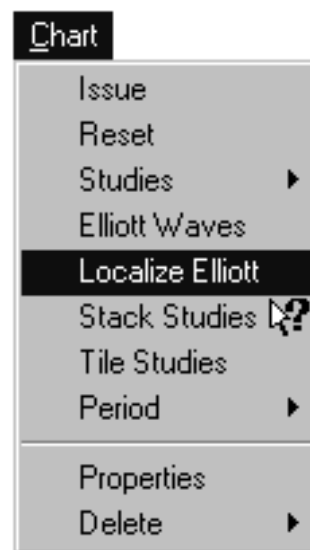 Chart
Issue
Reset
Studies
Elliott Waves
Localize Elliott
Stack Studies
Tile Studies
Period
Properties
Delete